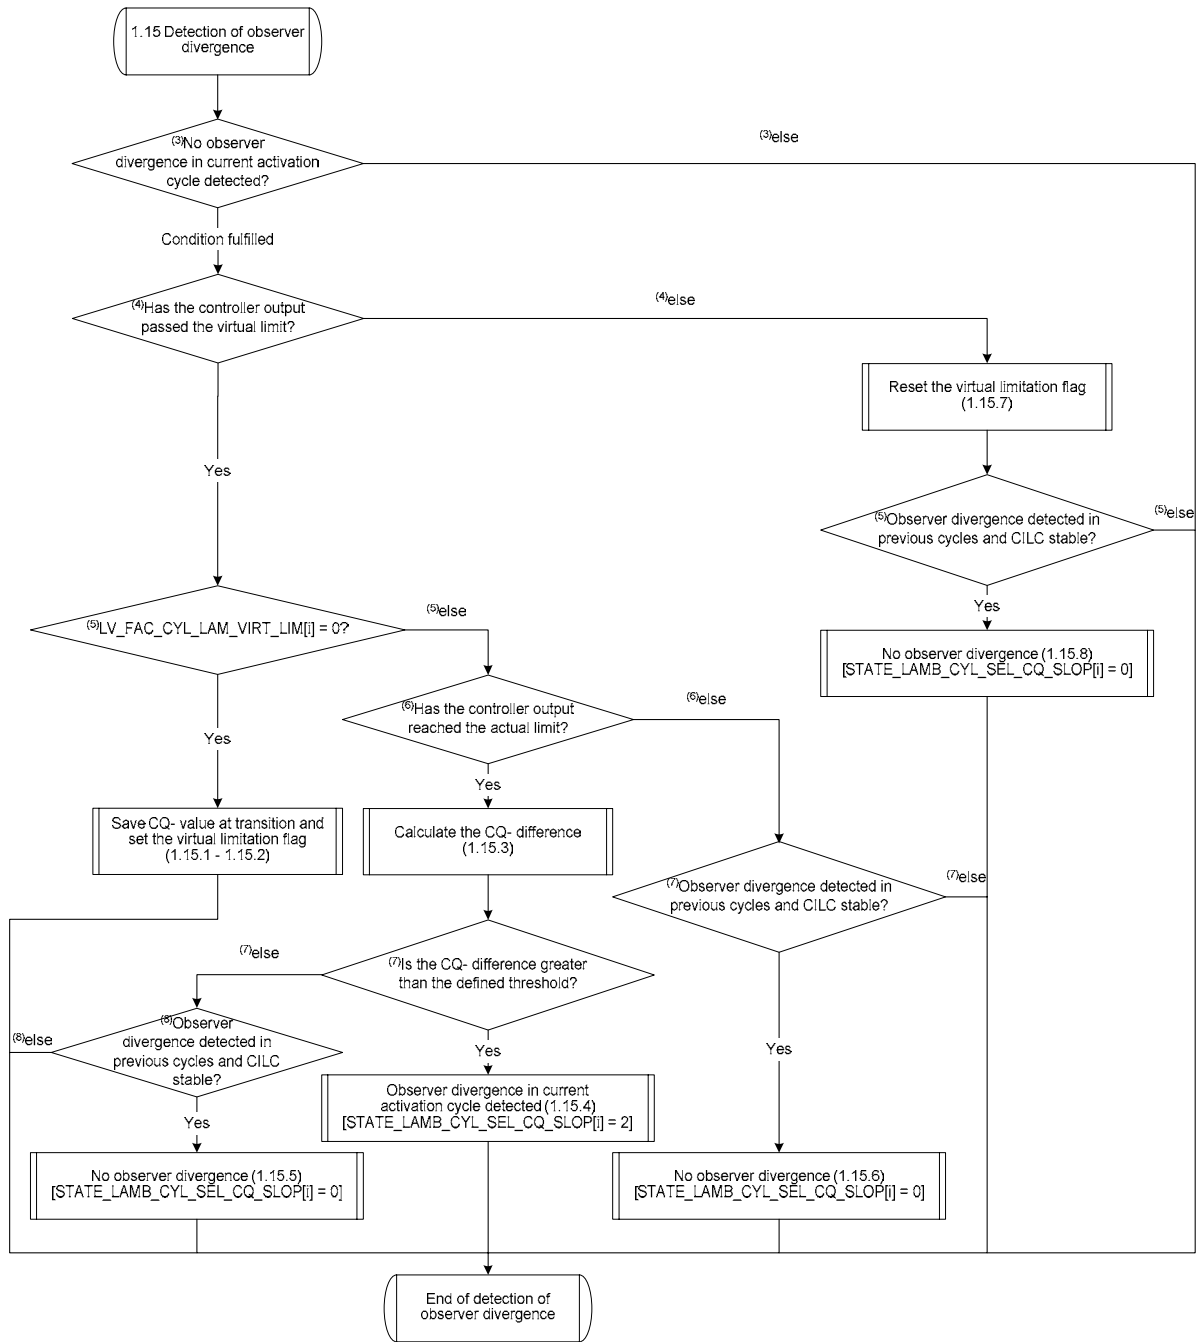 1.15 Detection of observer
divergence
(3)No observer
divergence in current activation
cycle detected?
(3)else
Condition fulfilled
(4)Has the controller output
passed the virtual limit?
(4)else
Reset the virtual limitation flag
(1.15.7)
Yes
(5)Observer divergence detected in
previous cycles and CILC stable?
(5)else
Yes
(5)LV_FAC_CYL_LAM_VIRT_LIM[i] = 0?
(5)else
No observer divergence (1.15.8)
[STATE_LAMB_CYL_SEL_CQ_SLOP[i] = 0]
(6)Has the controller output
reached the actual limit?
(6)else
Yes
Yes
Save CQ- value at transition and
set the virtual limitation flag
(1.15.1 - 1.15.2)
Calculate the CQ- difference
(1.15.3)
(7)Observer divergence detected in
previous cycles and CILC stable?
(7)else
(7)else
(7)Is the CQ- difference greater
than the defined threshold?
(8)else
(8)Observer
divergence detected in
previous cycles and CILC
stable?
Yes
Yes
Observer divergence in current
activation cycle detected (1.15.4)
[STATE_LAMB_CYL_SEL_CQ_SLOP[i] = 2]
Yes
No observer divergence (1.15.5)
[STATE_LAMB_CYL_SEL_CQ_SLOP[i] = 0]
No observer divergence (1.15.6)
[STATE_LAMB_CYL_SEL_CQ_SLOP[i] = 0]
End of detection of
observer divergence